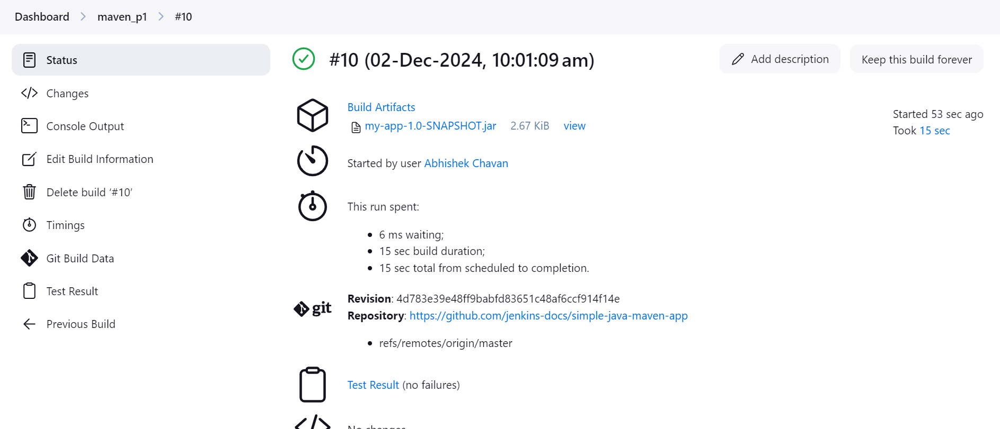 Dashboard > maven_p1 > #10
Status
Changes
Console Output
Edit Build Information
Delete build ‘#10’
Timings
Git Build Data
Test Result
Previous Build
#10 (02-Dec-2024, 10:01:09 am)
Add description
Keep this build forever
Build Artifacts
my-app-1.0-SNAPSHOT.jar 2.67 KiB view
Started 53 sec ago
Took 15 sec
Started by user Abhishek Chavan
This run spent:
• 6 ms waiting;
• 15 sec build duration;
• 15 sec total from scheduled to completion.
git
Revision: 4d783e39e48ff9babfd83651c48af6ccf914f14e
Repository: https://github.com/jenkins-docs/simple-java-maven-app
• refs/remotes/origin/master
Test Result (no failures)
No changes